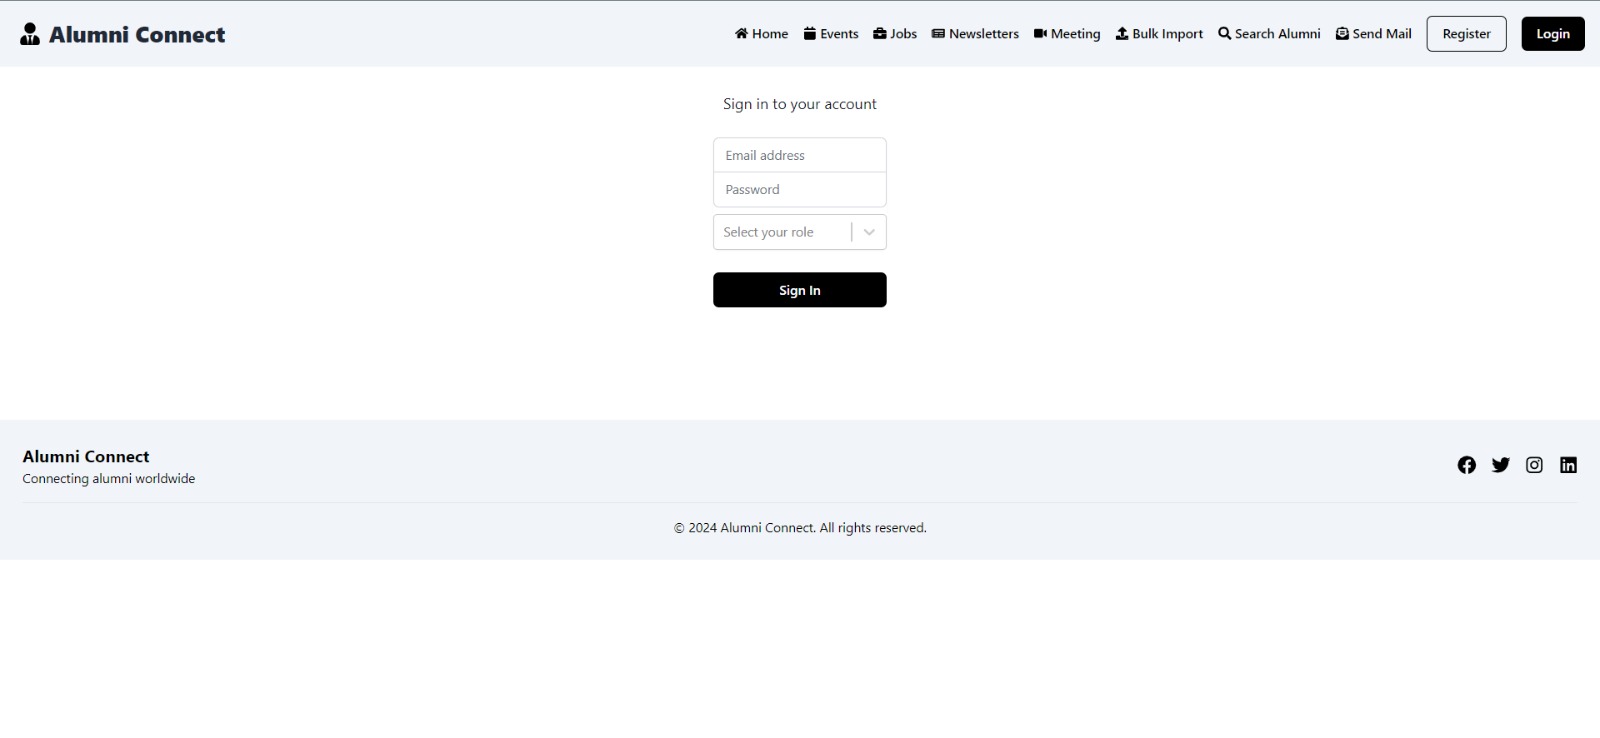 Alumni Connect
Home Events Jobs Newsletters Meeting Bulk Import Search Alumni Send Mail Register Login
Sign in to your account
Email address
Password
Select your role
Sign In
Alumni Connect
Connecting alumni worldwide
© 2024 Alumni Connect. All rights reserved.